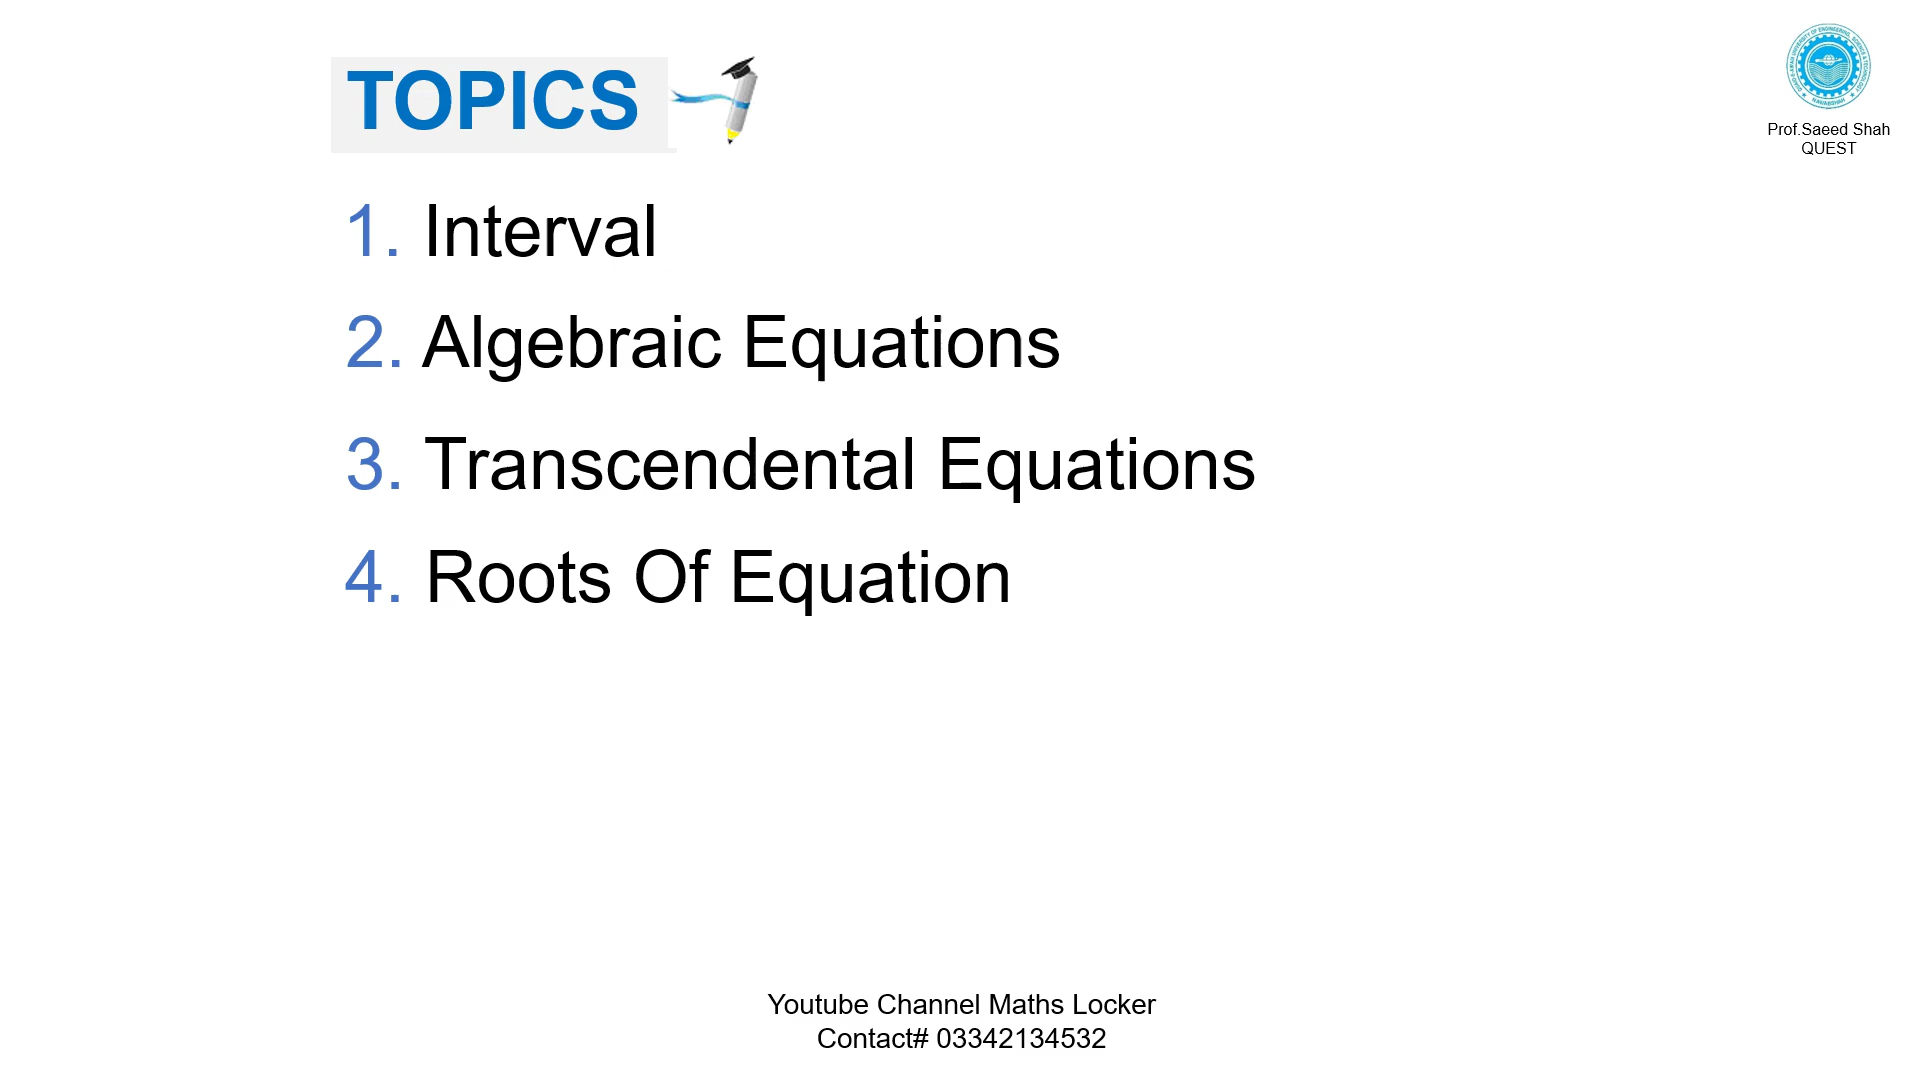 TOPICS
Prof.Saeed Shah
QUEST
1. Interval
2. Algebraic Equations
3. Transcendental Equations
4. Roots Of Equation
Youtube Channel Maths Locker
Contact# 03342134532